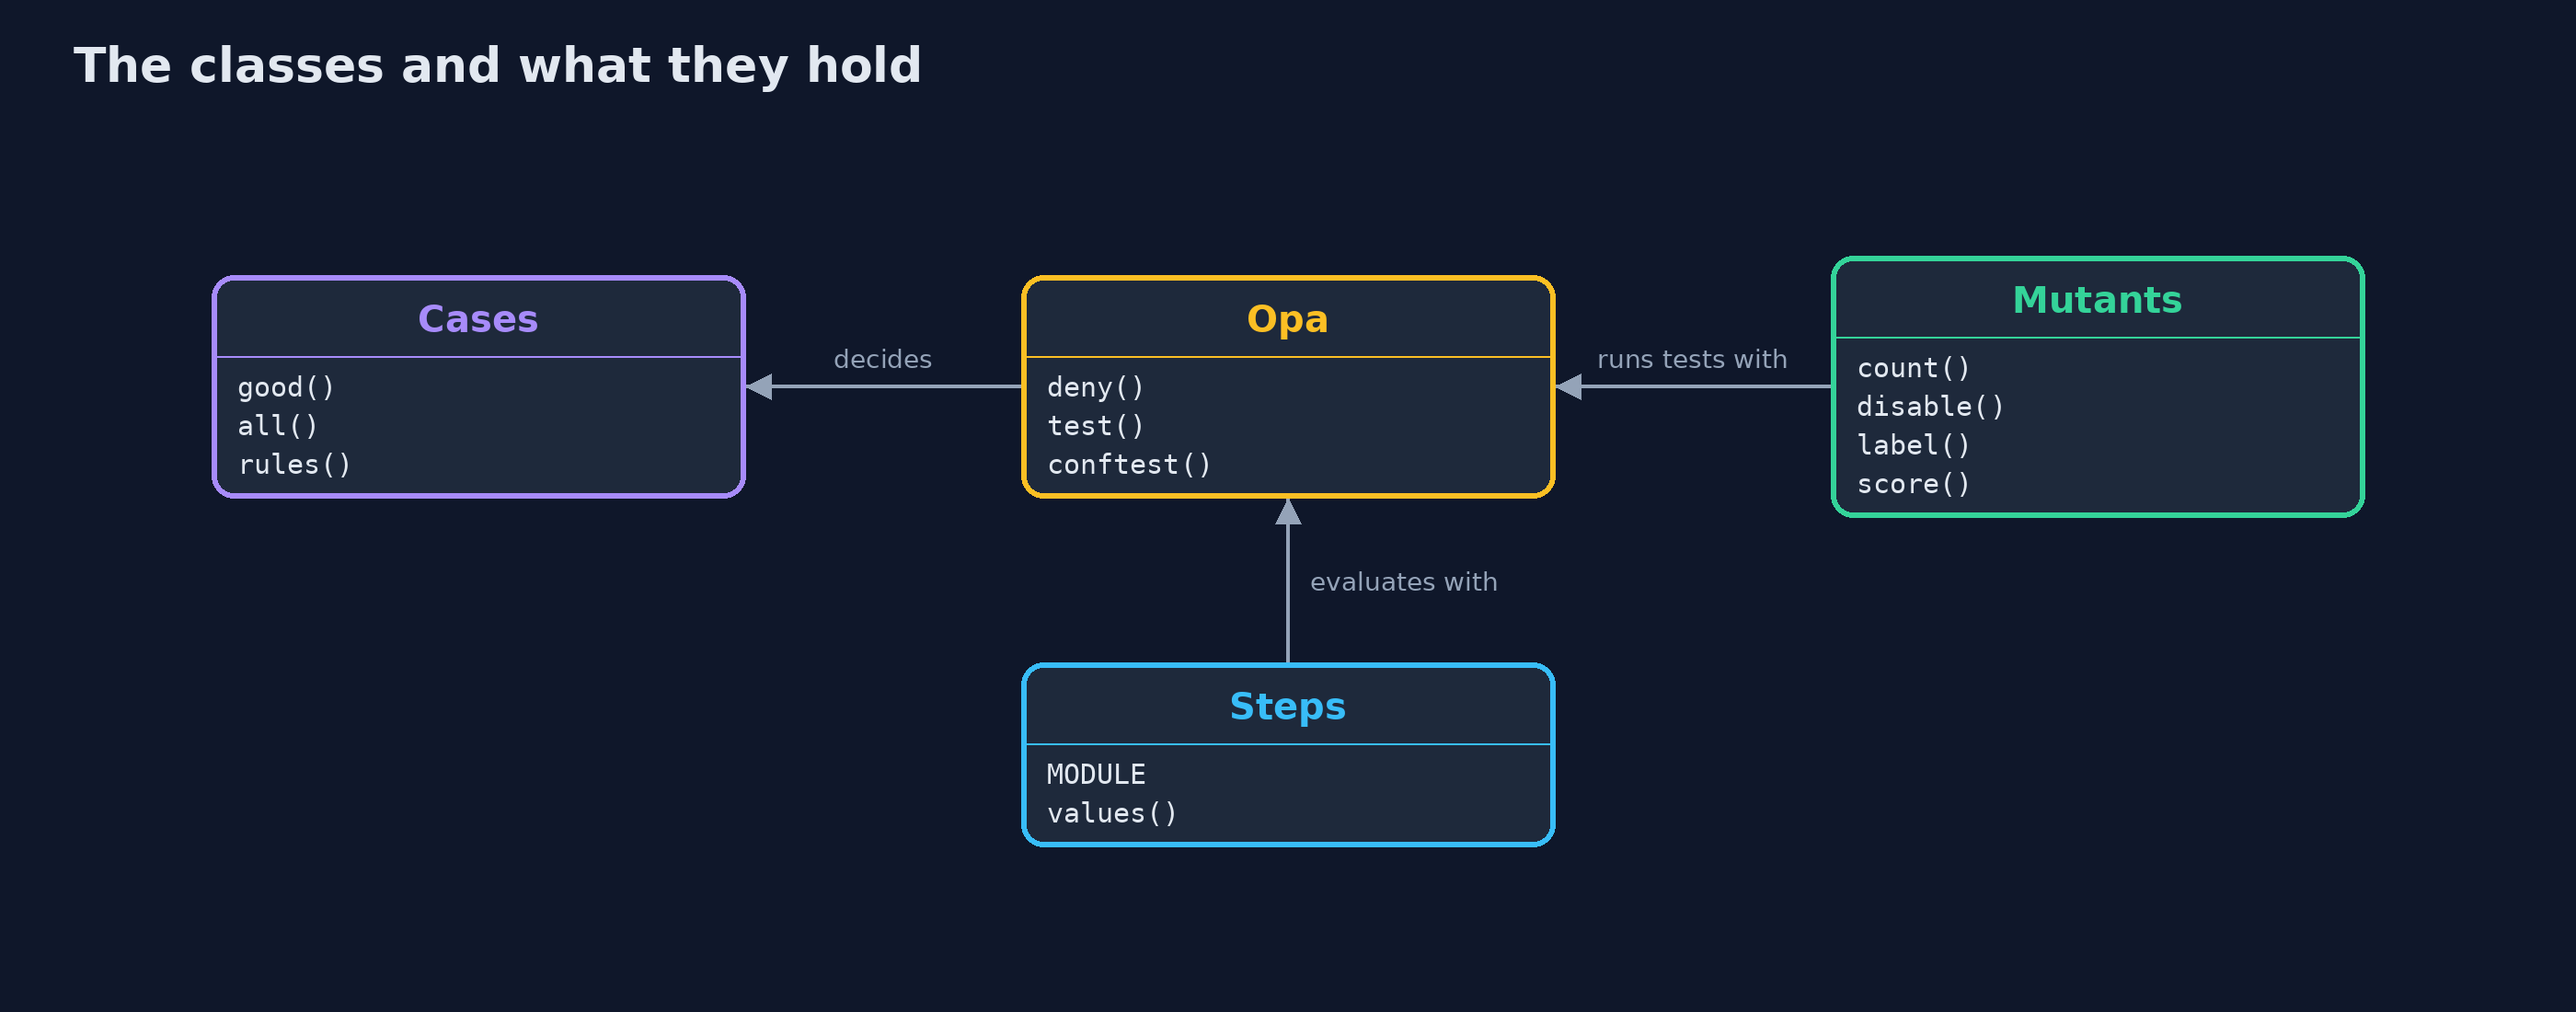 The classes and what they hold
Cases
good()
all()
rules()
decides
Opa
deny()
test()
conftest()
runs tests with
Mutants
count()
disable()
label()
score()
evaluates with
Steps
MODULE
values()